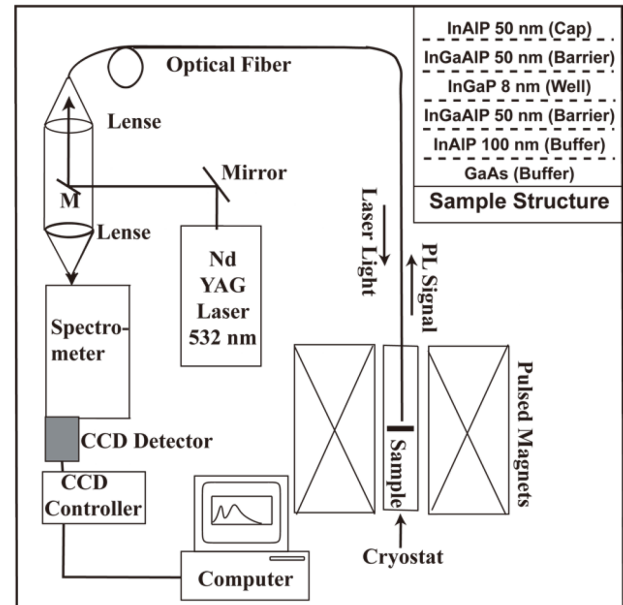 InAlP 50 nm (Cap)
InGaAlP 50 nm (Barrier)
InGaP 8 nm (Well)
InGaAlP 50 nm (Barrier)
InAlP 100 nm (Buffer)
GaAs (Buffer)
Sample Structure
Optical Fiber
Lense
Mirror
M
Lense
Nd
YAG
Laser
532 nm
Laser Light
PL Signal
Spectro-
meter
CCD Detector
CCD
Controller
Computer
Sample
Pulsed Magnets
Cryostat